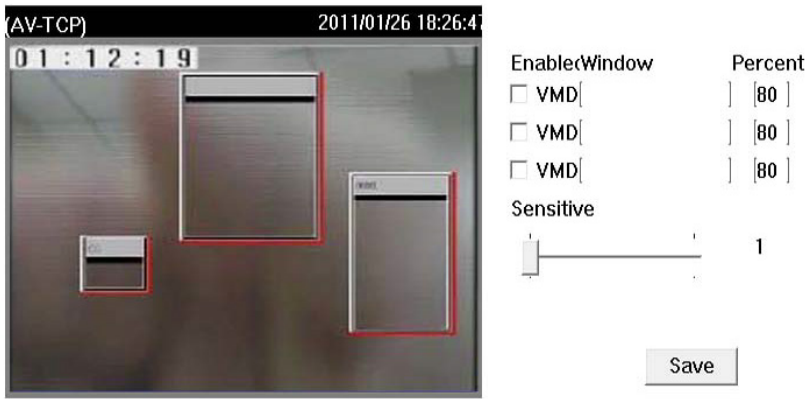 (AV-TCP) 2011/01/26 18:26:47
01:12:19
Enable Window Percent
VMD[ ] [80 ]
VMD[ ] [80 ]
VMD[ ] [80 ]
Sensitive
1
Save